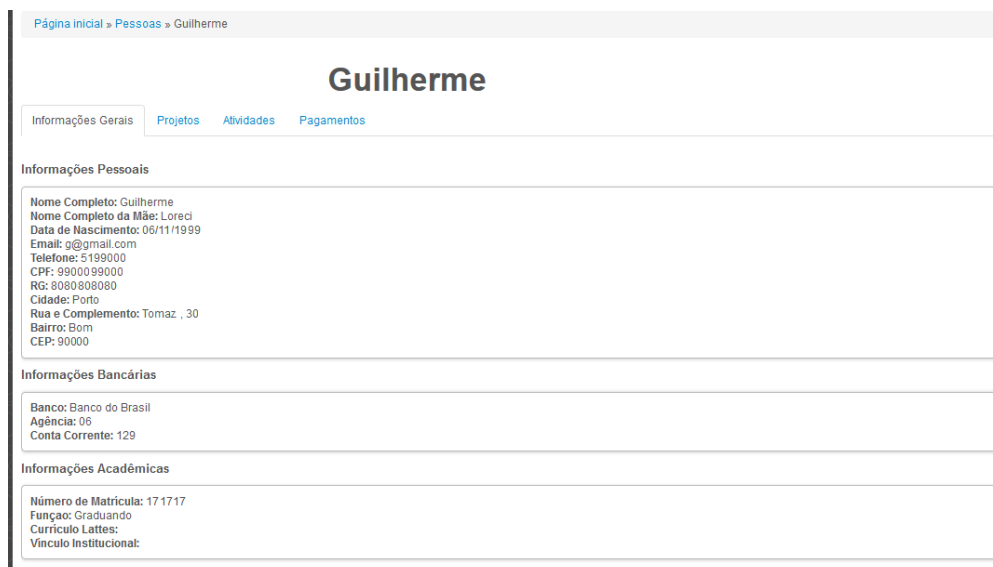 Página inicial » Pessoas » Guilherme
Guilherme
Informações Gerais Projetos Atividades Pagamentos
Informações Pessoais
Nome Completo: Guilherme
Nome Completo da Mãe: Loreci
Data de Nascimento: 06/11/1999
Email: g@gmail.com
Telefone: 5199000
CPF: 9900099000
RG: 8080808080
Cidade: Porto
Rua e Complemento: Tomaz , 30
Bairro: Bom
CEP: 90000
Informações Bancárias
Banco: Banco do Brasil
Agência: 06
Conta Corrente: 129
Informações Acadêmicas
Número de Matrícula: 171717
Funçao: Graduando
Currículo Lattes:
Vínculo Institucional: